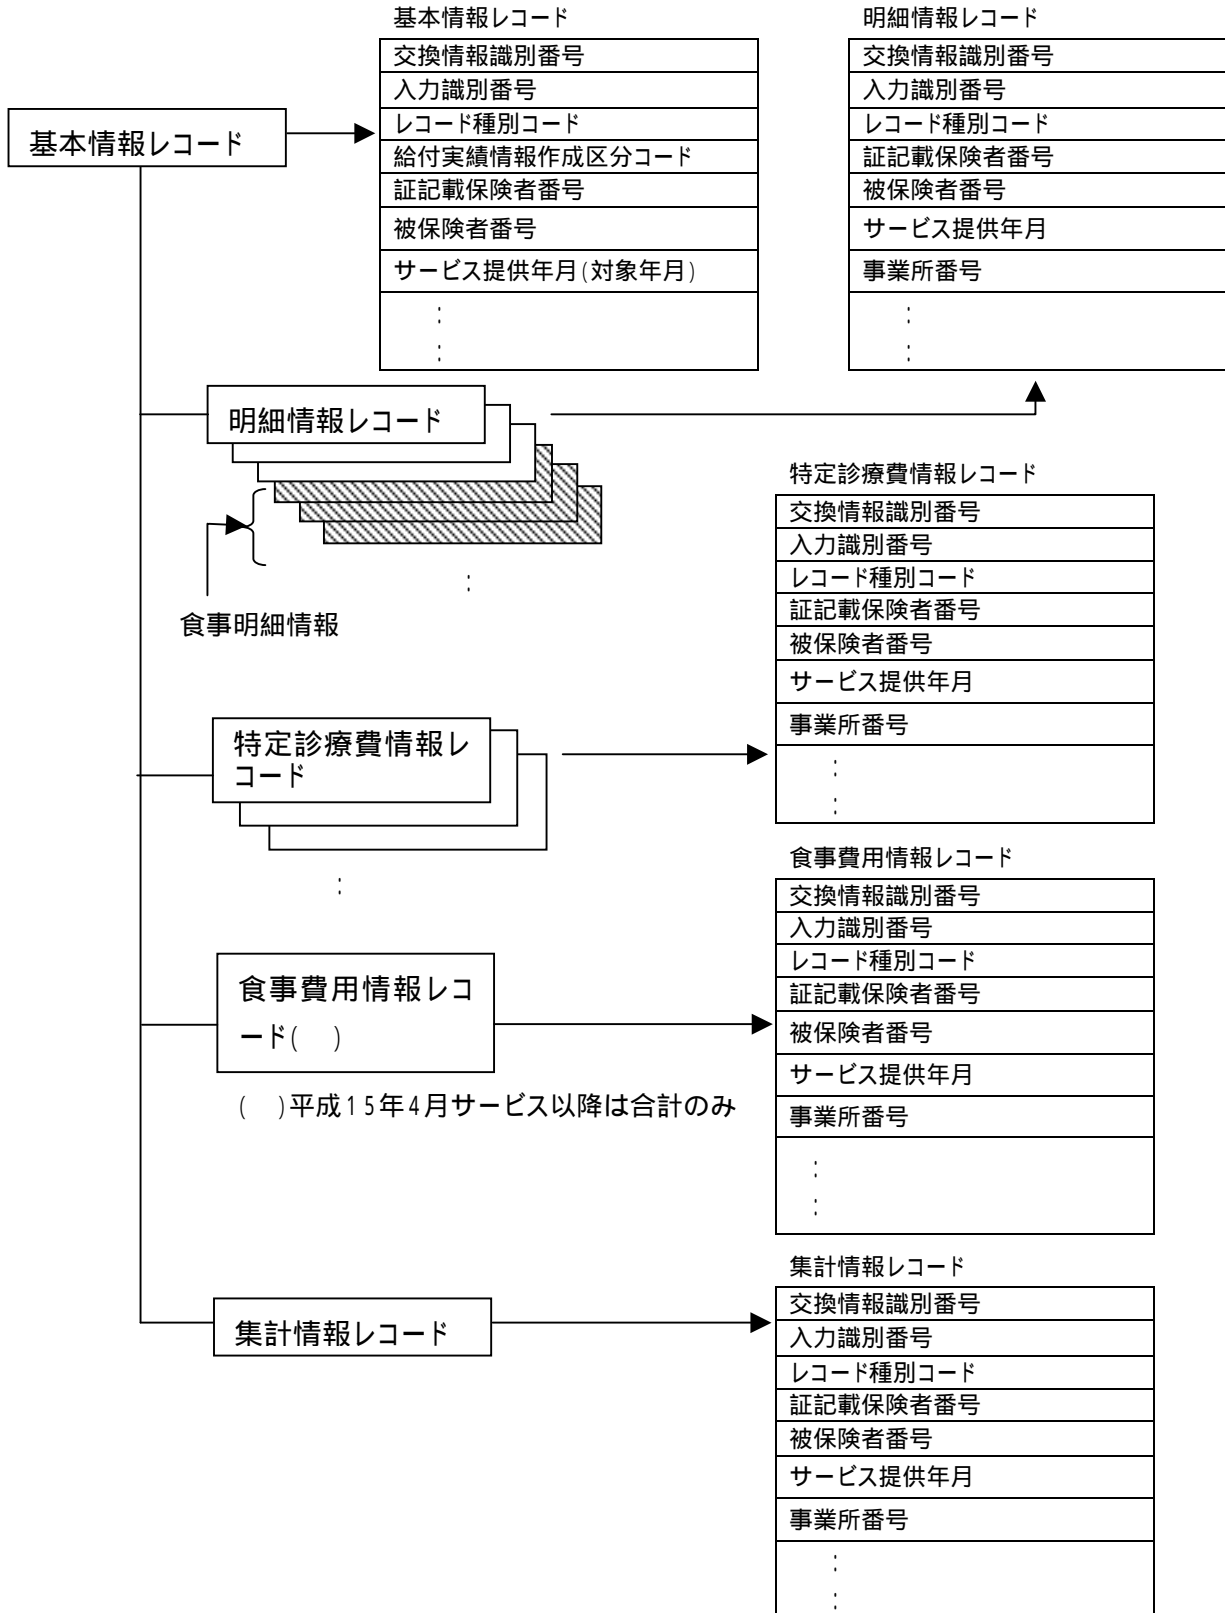 基本情報レコード
交換情報識別番号
入力識別番号
レコード種別コード
給付実績情報作成区分コード
証記載保険者番号
被保険者番号
サービス提供年月(対象年月)
:
:
明細情報レコード
交換情報識別番号
入力識別番号
レコード種別コード
証記載保険者番号
被保険者番号
サービス提供年月
事業所番号
:
:
基本情報レコード
明細情報レコード
:
食事明細情報
特定診療費情報レコード
交換情報識別番号
入力識別番号
レコード種別コード
証記載保険者番号
被保険者番号
サービス提供年月
事業所番号
:
:
特定診療費情報レ
コード
:
食事費用情報レコード
交換情報識別番号
入力識別番号
レコード種別コード
証記載保険者番号
被保険者番号
サービス提供年月
事業所番号
:
:
食事費用情報レコ
ード(　)
(　)平成15年4月サービス以降は合計のみ
集計情報レコード
交換情報識別番号
入力識別番号
レコード種別コード
証記載保険者番号
被保険者番号
サービス提供年月
事業所番号
:
:
集計情報レコード